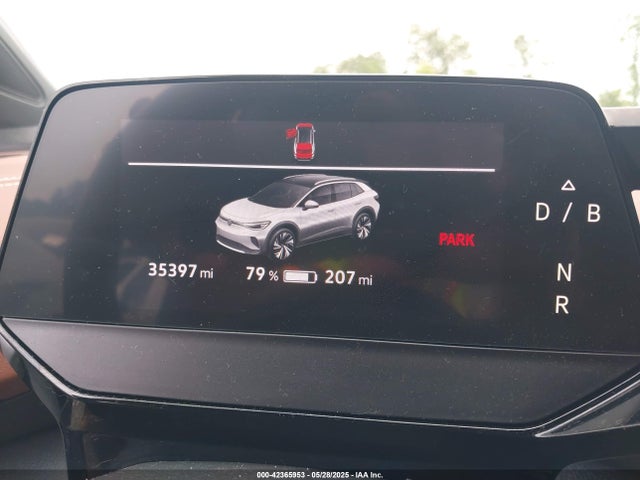 D / B
PARK
35397 mi 79 % 207 mi
N
R
000-42365953 - 05/28/2025 - IAA Inc.